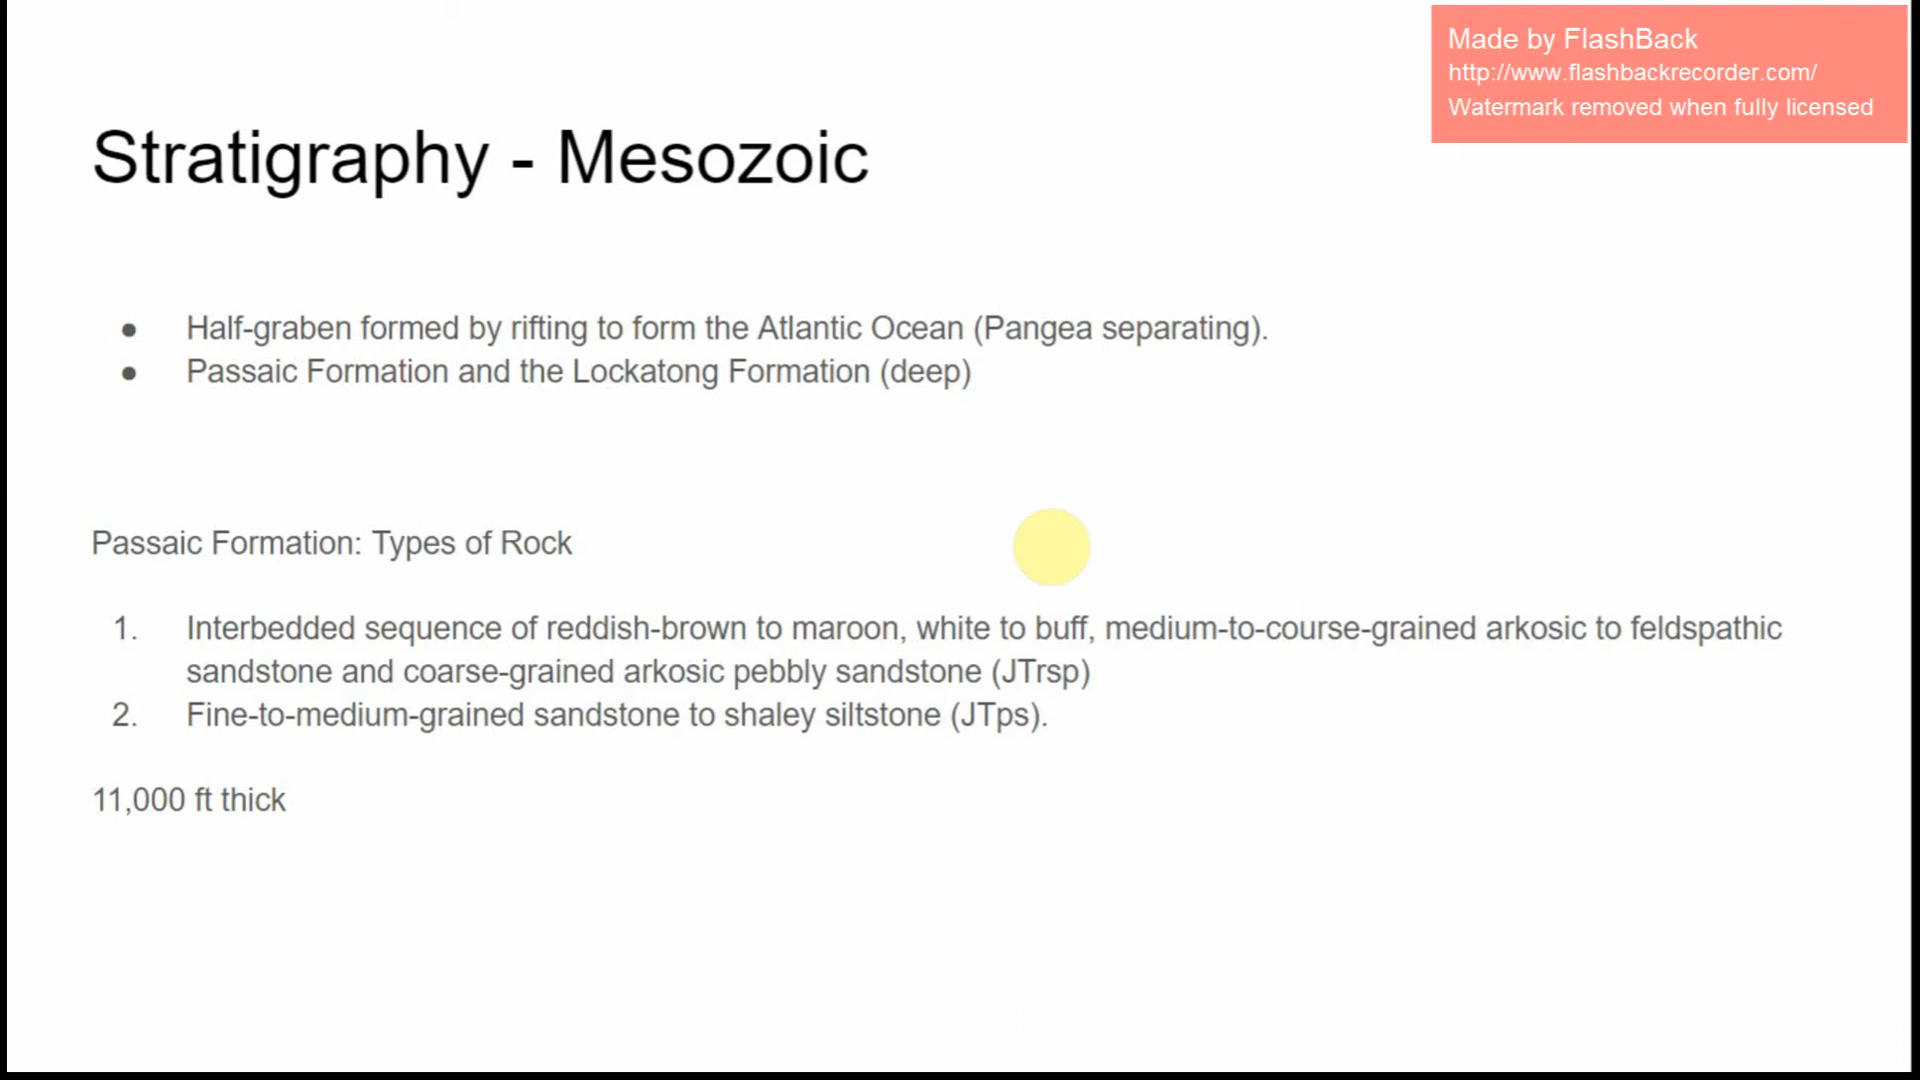 Made by FlashBack
http://www.flashbackrecorder.com/
Watermark removed when fully licensed
Stratigraphy - Mesozoic
● Half-graben formed by rifting to form the Atlantic Ocean (Pangea separating).
● Passaic Formation and the Lockatong Formation (deep)
Passaic Formation: Types of Rock
1. Interbedded sequence of reddish-brown to maroon, white to buff, medium-to-course-grained arkosic to feldspathic
sandstone and coarse-grained arkosic pebbly sandstone (JTrsp)
2. Fine-to-medium-grained sandstone to shaley siltstone (JTps).
11,000 ft thick